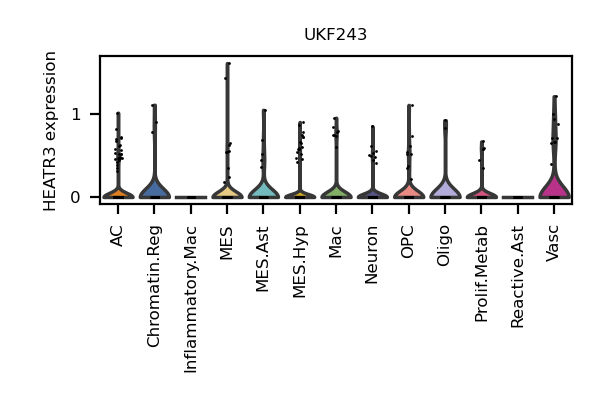 UKF243
HEATR3 expression
1
0
AC
Chromatin.Reg
Inflammatory.Mac
MES
MES.Ast
MES.Hyp
Mac
Neuron
OPC
Oligo
Prolif.Metab
Reactive.Ast
Vasc